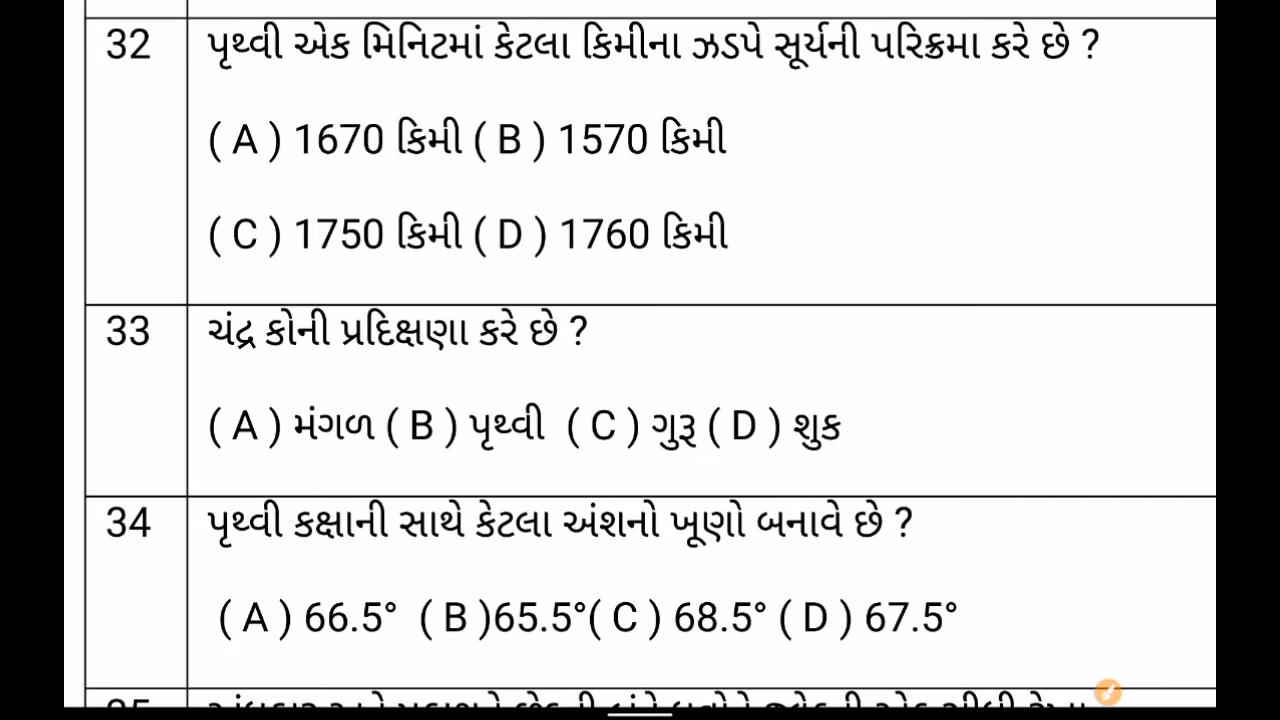 32 પૃથ્વી એક મિનિટમાં કેટલા કિમીના ઝડપે સૂર્યની પરિક્રમા કરે છે ?
( A ) 1670 કિમી ( B ) 1570 કિમી
( C ) 1750 કિમી ( D ) 1760 કિમી
33 ચંદ્ર કોની પ્રદિક્ષણા કરે છે ?
( A ) મંગળ ( B ) પૃથ્વી ( C ) ગુરૂ ( D ) શુક
34 પૃથ્વી કક્ષાની સાથે કેટલા અંશનો ખૂણો બનાવે છે ?
( A ) 66.5° ( B )65.5°( C ) 68.5° ( D ) 67.5°